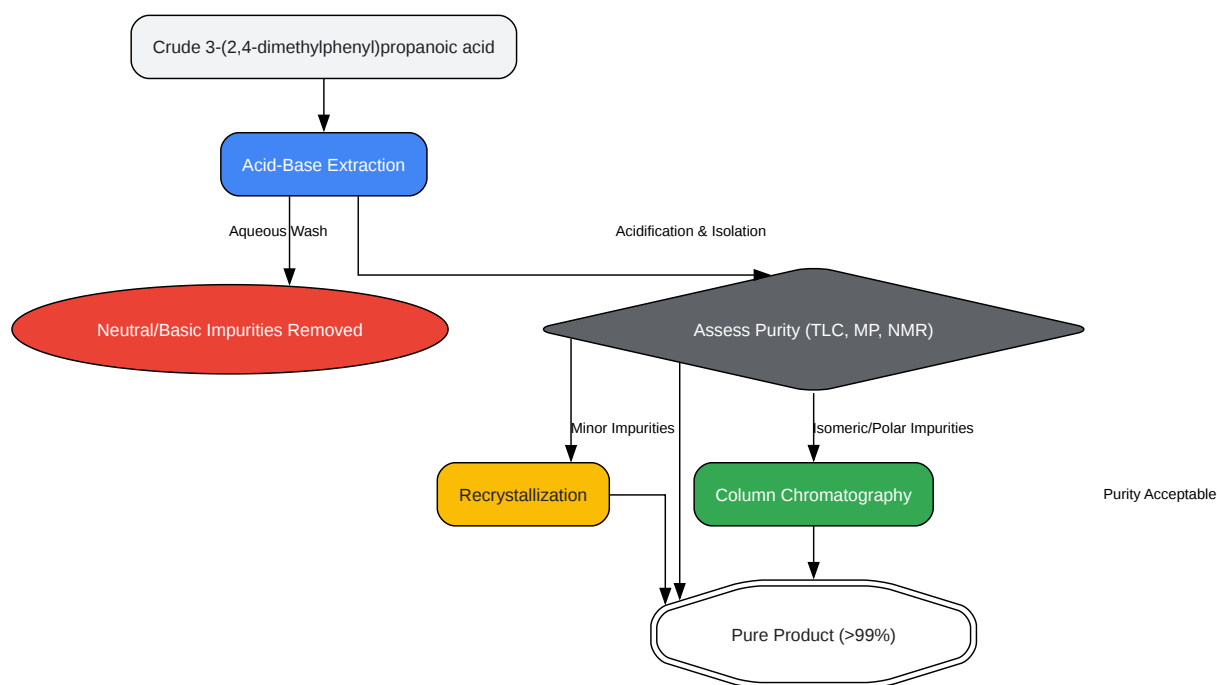 Crude 3-(2,4-dimethylphenyl)propanoic acid
Acid-Base Extraction
Aqueous Wash
Acidification & Isolation
Neutral/Basic Impurities Removed
Assess Purity (TLC, MP, NMR)
Minor Impurities
Isomeric/Polar Impurities
Recrystallization
Column Chromatography
Purity Acceptable
Pure Product (>99%)